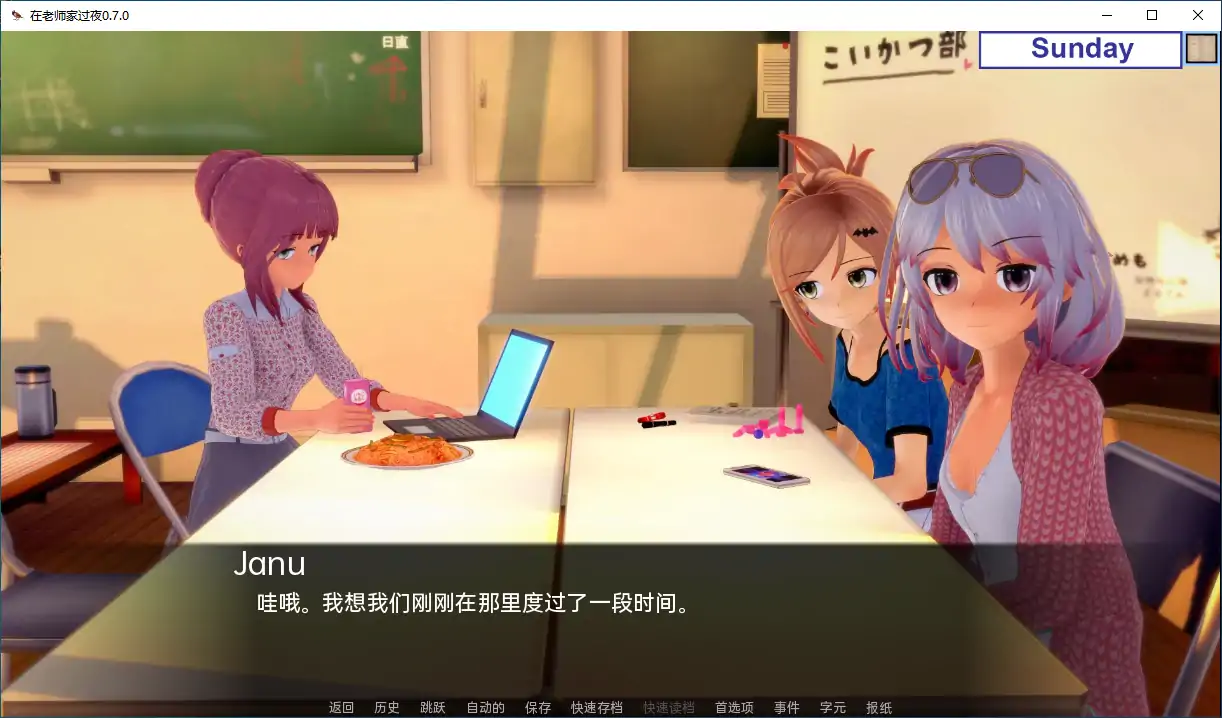 在老师家过夜0.7.0
日直
こいかつ部
Sunday
めも
Janu
哇哦。我想我们刚刚在那里度过了一段时间。
返回 历史 跳跃 自动的 保存 快速存档 快速读档 首选项 事件 字元 报纸